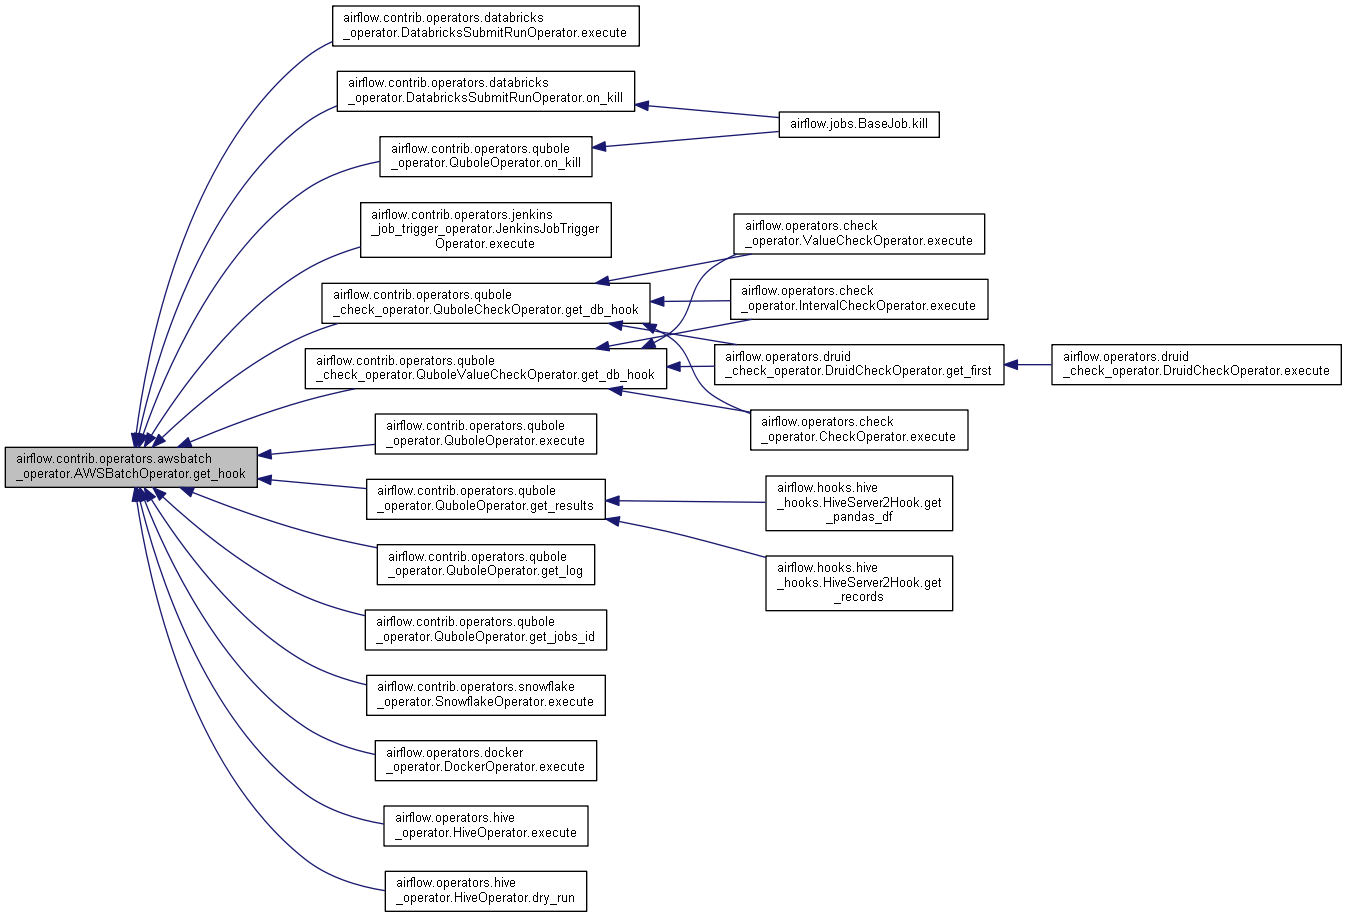 airflow.contrib.operators.databricks
_operator.DatabricksSubmitRunOperator.execute
airflow.contrib.operators.databricks
_operator.DatabricksSubmitRunOperator.on_kill
airflow.jobs.BaseJob.kill
airflow.contrib.operators.qubole
_operator.QuboleOperator.on_kill
airflow.contrib.operators.jenkins
_job_trigger_operator.JenkinsJobTrigger
Operator.execute
airflow.operators.check
_operator.ValueCheckOperator.execute
airflow.contrib.operators.qubole
_check_operator.QuboleCheckOperator.get_db_hook
airflow.operators.check
_operator.IntervalCheckOperator.execute
airflow.contrib.operators.qubole
_check_operator.QuboleValueCheckOperator.get_db_hook
airflow.operators.druid
_check_operator.DruidCheckOperator.get_first
airflow.operators.druid
_check_operator.DruidCheckOperator.execute
airflow.operators.check
_operator.CheckOperator.execute
airflow.contrib.operators.qubole
_operator.QuboleOperator.execute
airflow.contrib.operators.awsbatch
_operator.AWSBatchOperator.get_hook
airflow.contrib.operators.qubole
_operator.QuboleOperator.get_results
airflow.hooks.hive
_hooks.HiveServer2Hook.get
_pandas_df
airflow.contrib.operators.qubole
_operator.QuboleOperator.get_log
airflow.hooks.hive
_hooks.HiveServer2Hook.get
_records
airflow.contrib.operators.qubole
_operator.QuboleOperator.get_jobs_id
airflow.contrib.operators.snowflake
_operator.SnowflakeOperator.execute
airflow.operators.docker
_operator.DockerOperator.execute
airflow.operators.hive
_operator.HiveOperator.execute
airflow.operators.hive
_operator.HiveOperator.dry_run